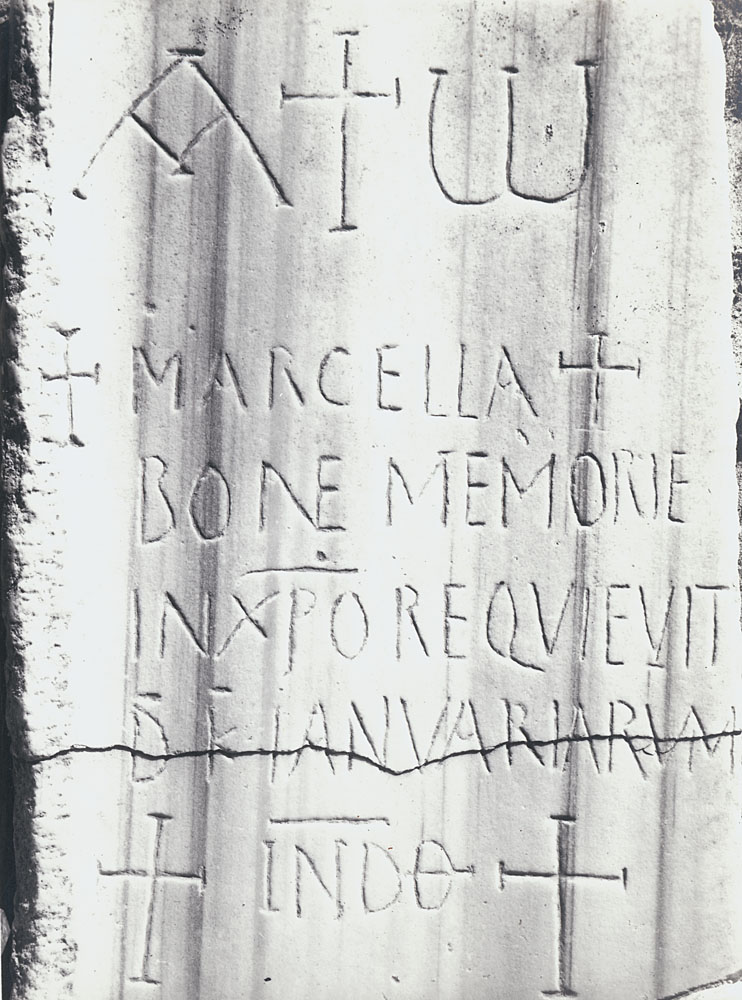 Α + ω
+ MARCELLA +
BONE MEMORIE
IN XPO REQVIEVIT
D K IANVARIARVM
+ INDΘ +